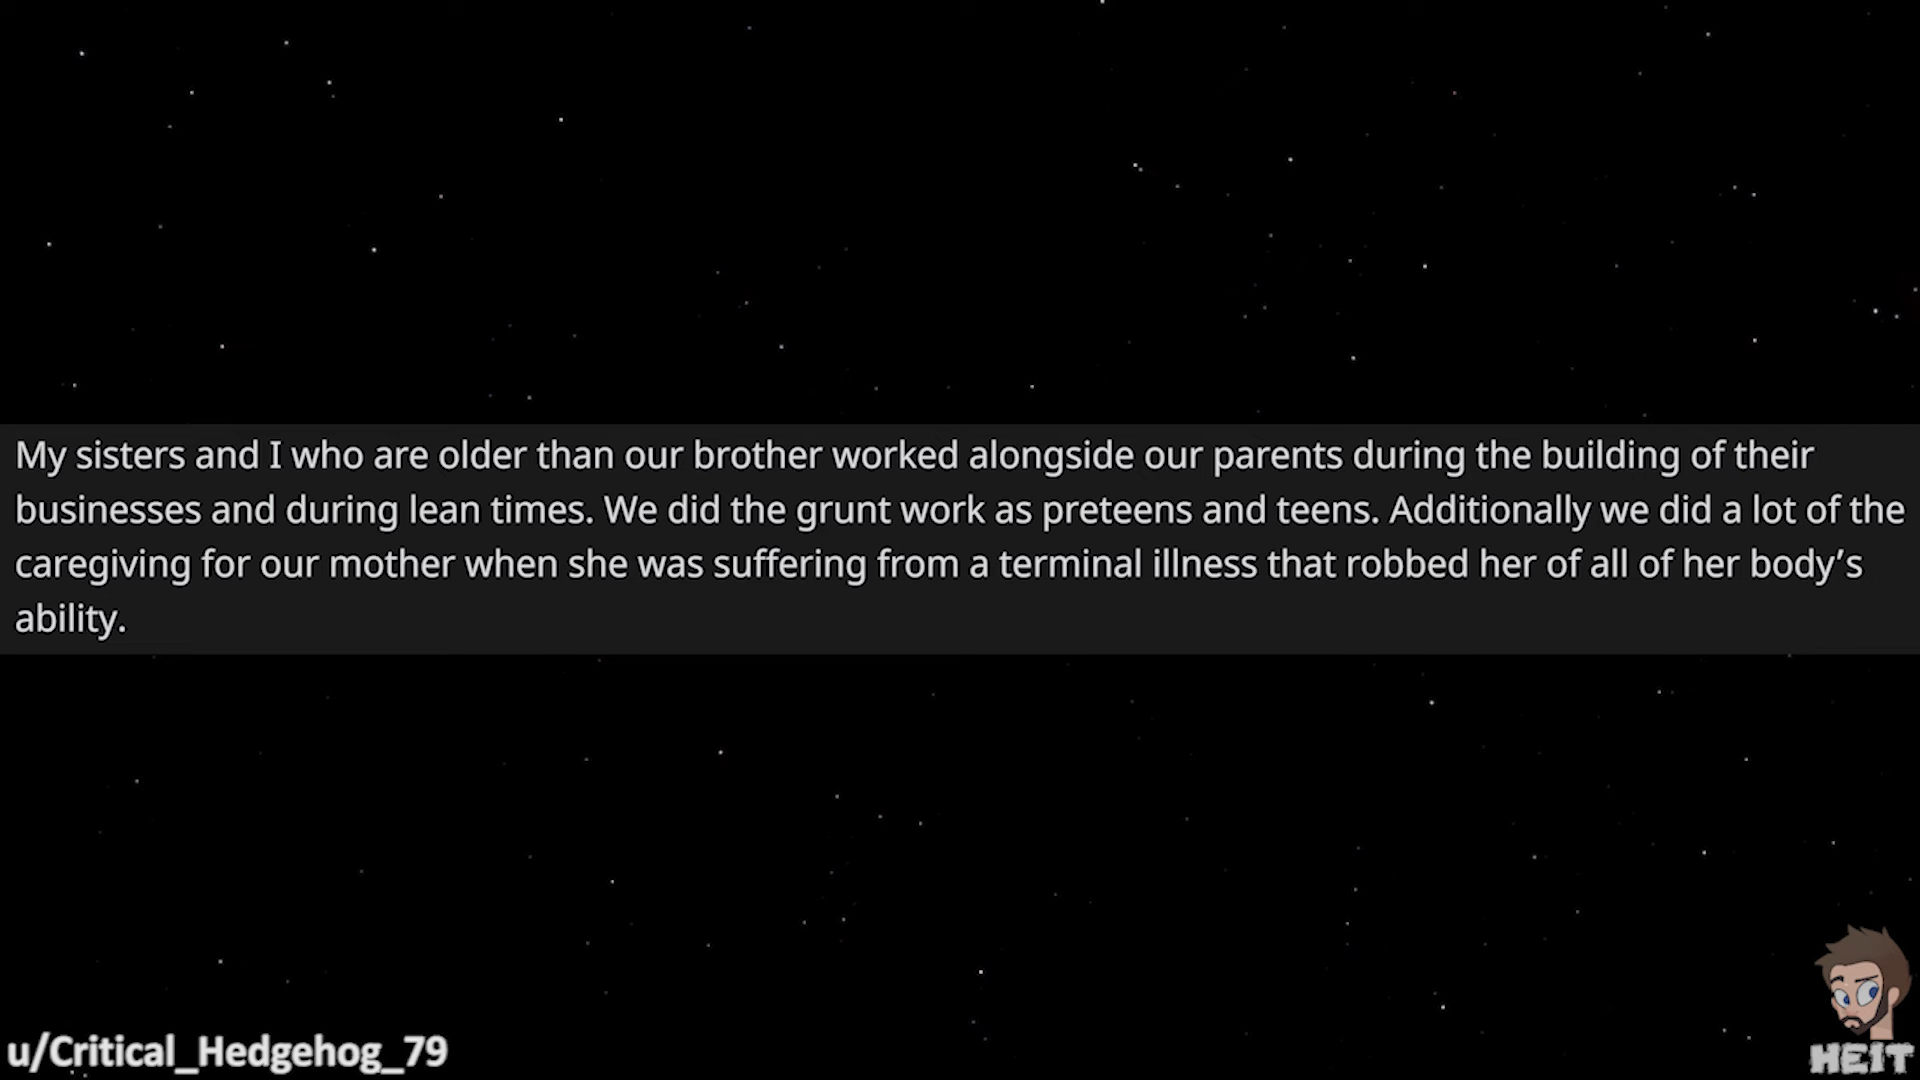 My sisters and I who are older than our brother worked alongside our parents during the building of their
businesses and during lean times. We did the grunt work as preteens and teens. Additionally we did a lot of the
caregiving for our mother when she was suffering from a terminal illness that robbed her of all of her body’s
ability.
u/Critical_Hedgehog_79
HEIT